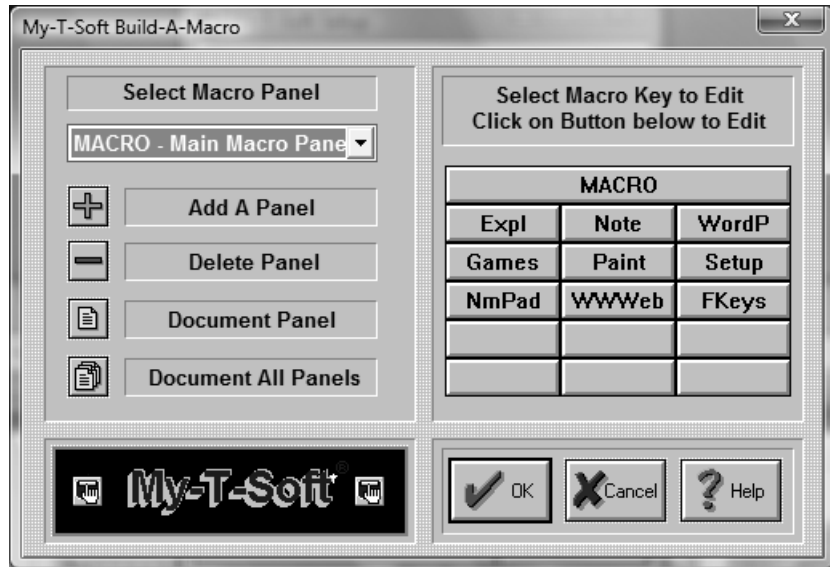 My-T-Soft Build-A-Macro
Select Macro Panel
MACRO - Main Macro Pane
Add A Panel
Delete Panel
Document Panel
Document All Panels
Select Macro Key to Edit
Click on Button below to Edit
MACRO
Expl Note WordP
Games Paint Setup
NmPad WWWeb FKeys
My-T-Soft®
OK Cancel Help